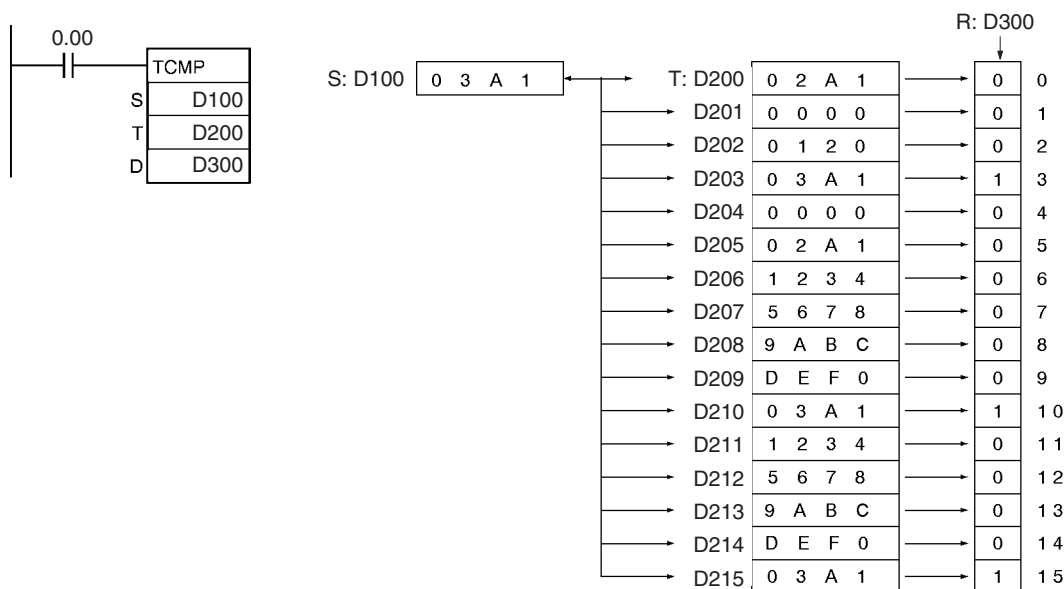 0.00
TCMP
S D100
T D200
D D300
R: D300
S: D100 0 3 A 1
T: D200 0 2 A 1 0 0
D201 0 0 0 0 0 1
D202 0 1 2 0 0 2
D203 0 3 A 1 1 3
D204 0 0 0 0 0 4
D205 0 2 A 1 0 5
D206 1 2 3 4 0 6
D207 5 6 7 8 0 7
D208 9 A B C 0 8
D209 D E F 0 0 9
D210 0 3 A 1 1 10
D211 1 2 3 4 0 11
D212 5 6 7 8 0 12
D213 9 A B C 0 13
D214 D E F 0 0 14
D215 0 3 A 1 1 15